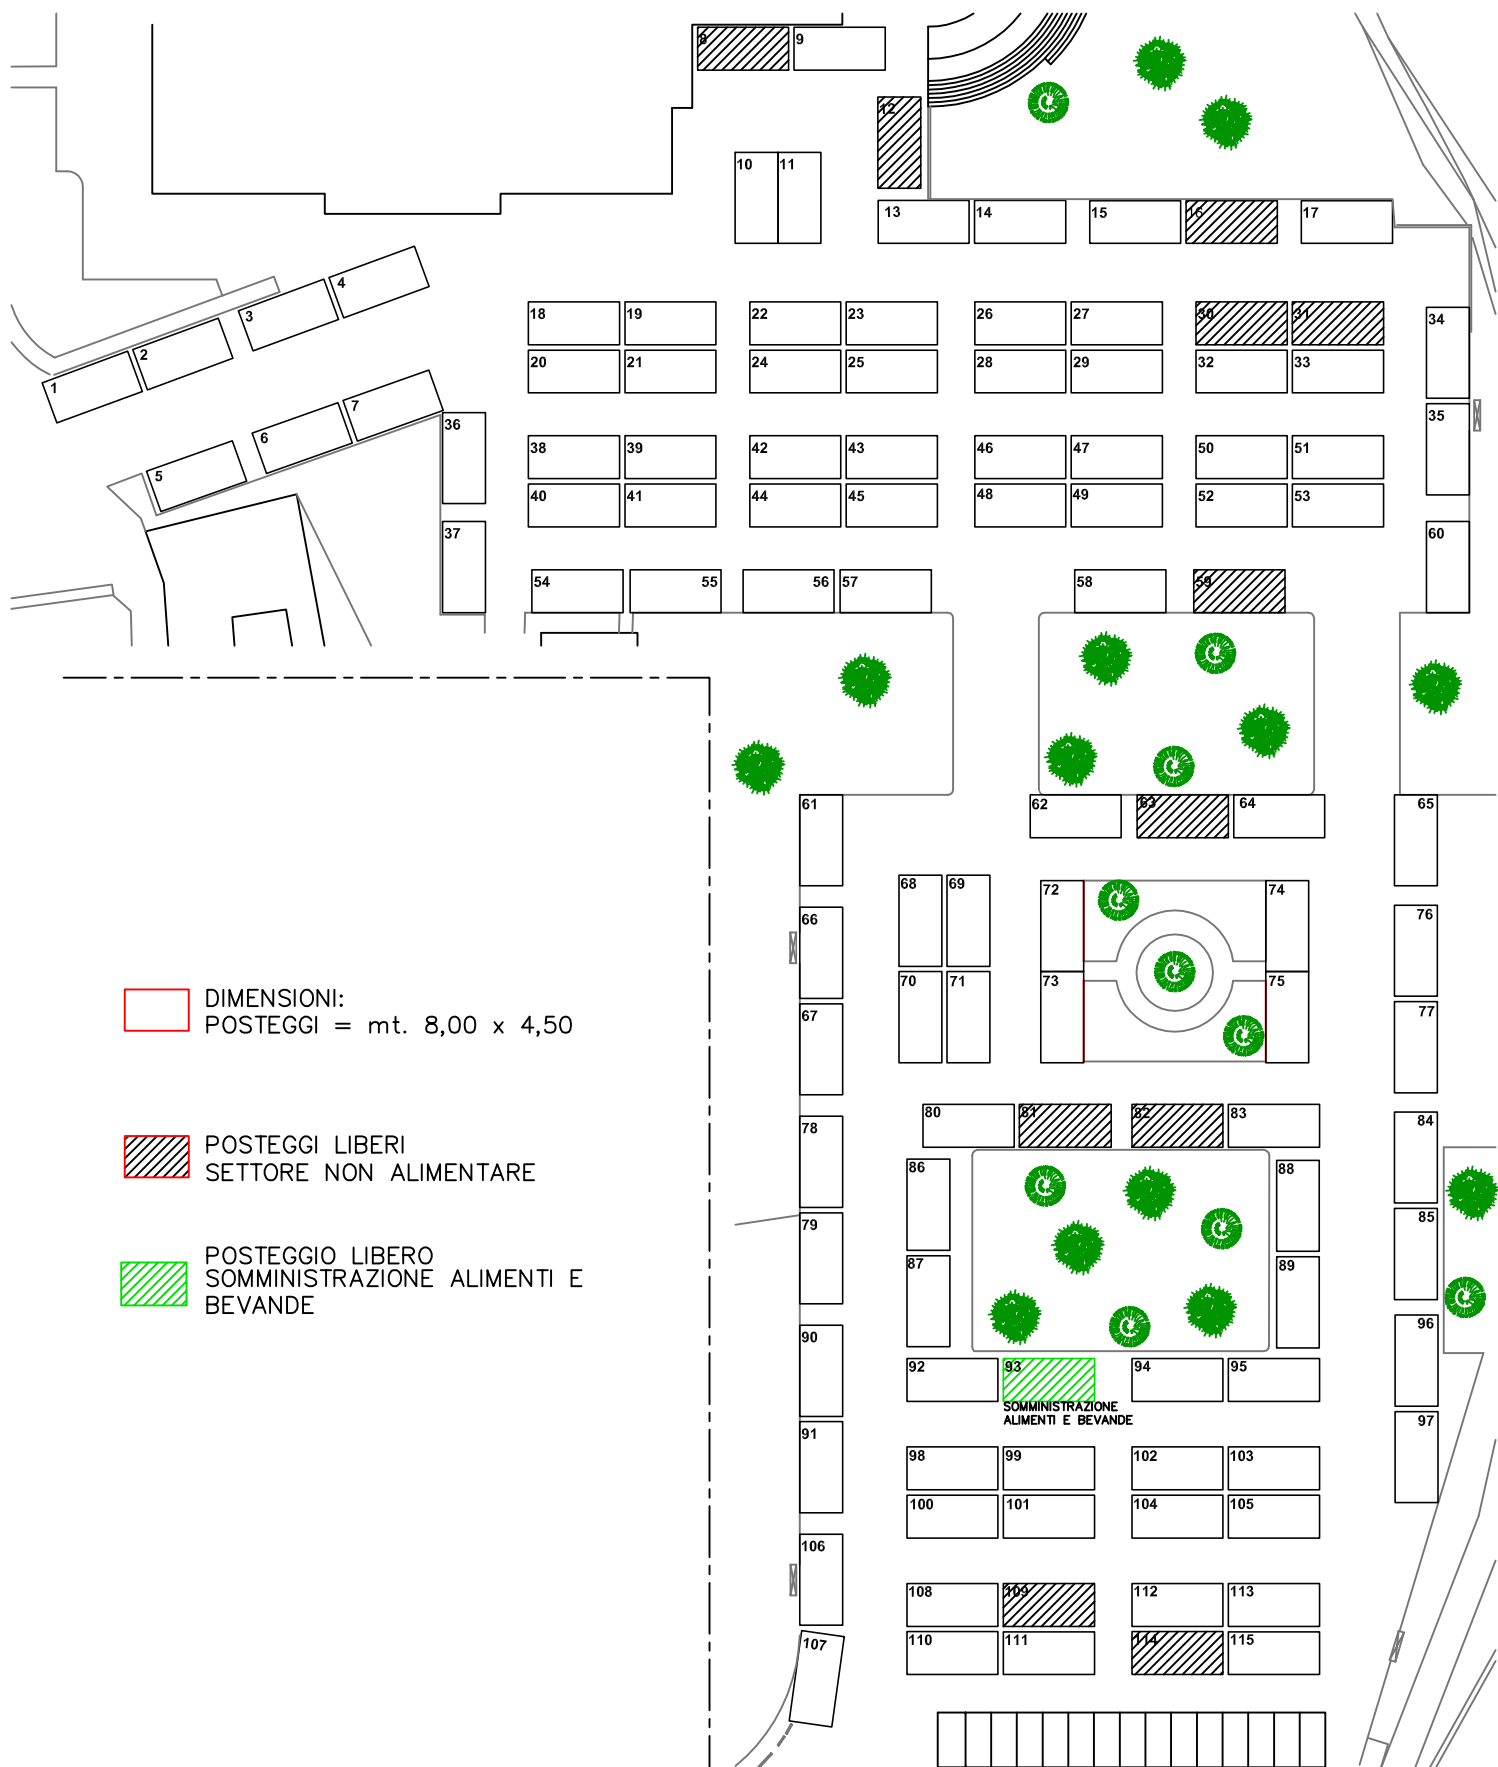 8 9
12
10 11
13 14 15 16 17
4
3
2
1
18 19 22 23 26 27 30 31 34
20 21 24 25 28 29 32 33
7
6
5
36 35
38 39 42 43 46 47 50 51
40 41 44 45 48 49 52 53
37 60
54 55 56 57 58 59
61 62 63 64 65
68 69 72 74
66 76
70 71 73 75
67 77
DIMENSIONI:
POSTEGGI = mt. 8,00 x 4,50
80 81 82 83
78 84
POSTEGGI LIBERI
SETTORE NON ALIMENTARE
86 88
79 85
87 89
POSTEGGIO LIBERO
SOMMINISTRAZIONE ALIMENTI E
BEVANDE
90 96
92 93 94 95
SOMMINISTRAZIONE
ALIMENTI E BEVANDE
91 97
98 99 102 103
100 101 104 105
106
108 109 112 113
107
110 111 114 115